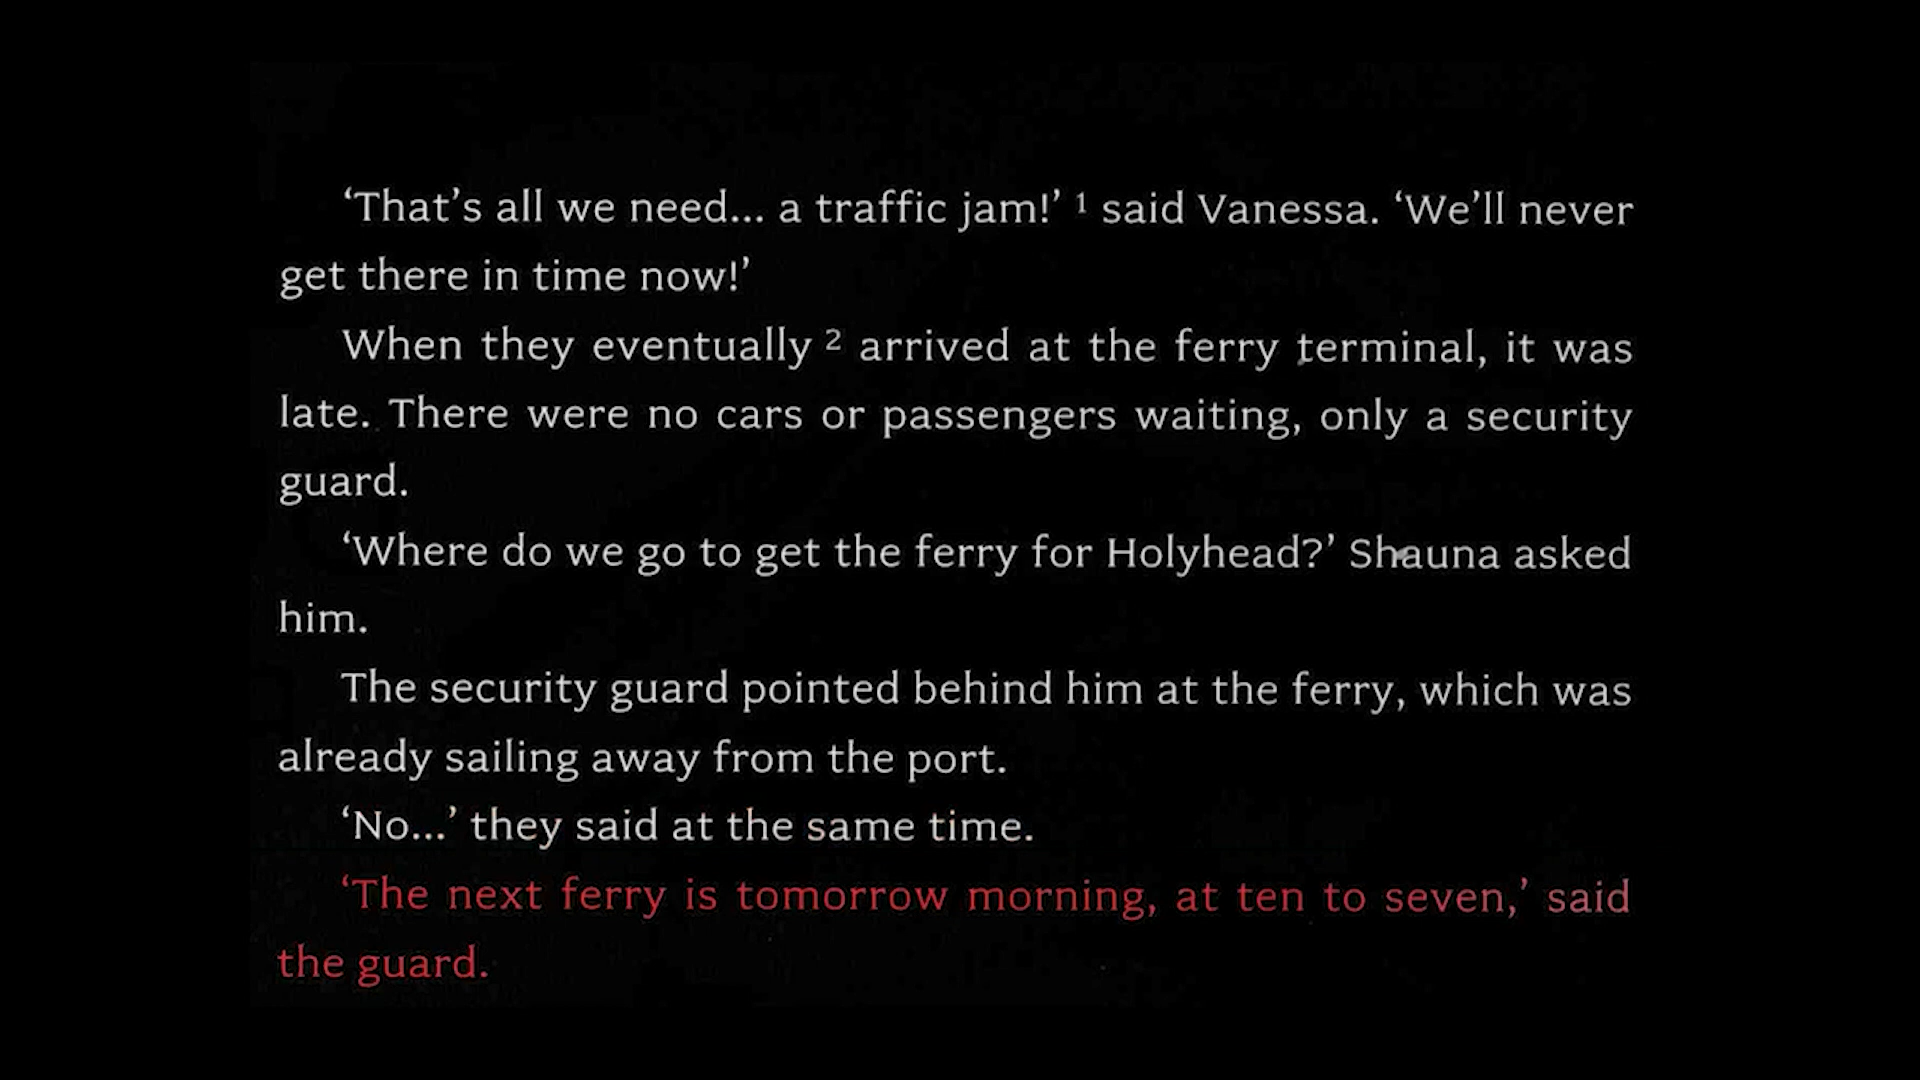 ‘That’s all we need... a traffic jam!’ ¹ said Vanessa. ‘We’ll never
get there in time now!’
When they eventually ² arrived at the ferry terminal, it was
late. There were no cars or passengers waiting, only a security
guard.
‘Where do we go to get the ferry for Holyhead?’ Shauna asked
him.
The security guard pointed behind him at the ferry, which was
already sailing away from the port.
‘No...’ they said at the same time.
‘The next ferry is tomorrow morning, at ten to seven,’ said
the guard.